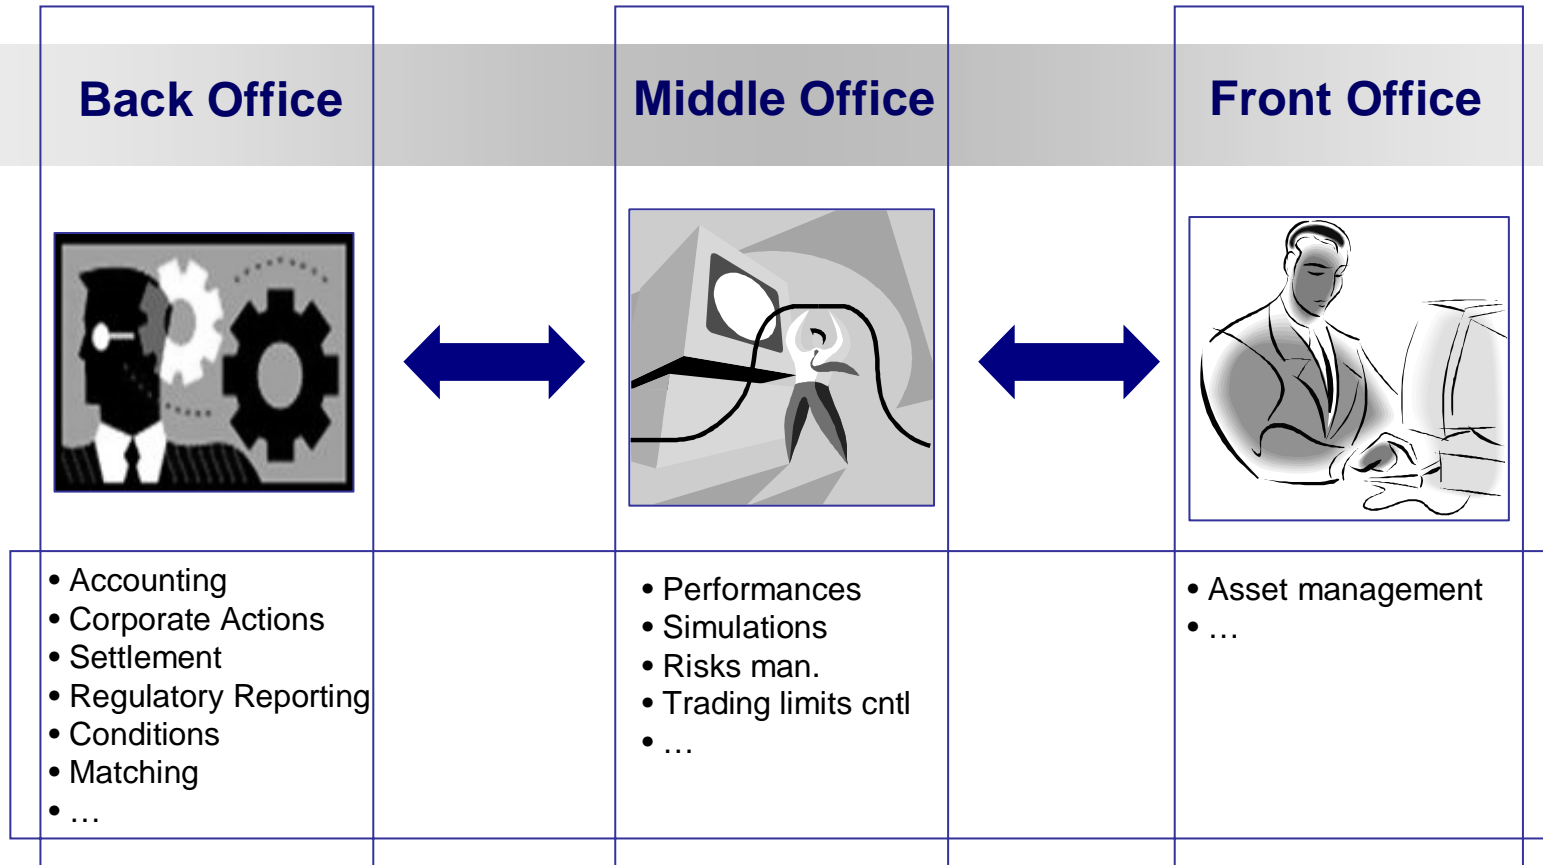 Back Office
Middle Office
Front Office
• Accounting
• Corporate Actions
• Settlement
• Regulatory Reporting
• Conditions
• Matching
• …
• Performances
• Simulations
• Risks man.
• Trading limits cntl
• …
• Asset management
• …